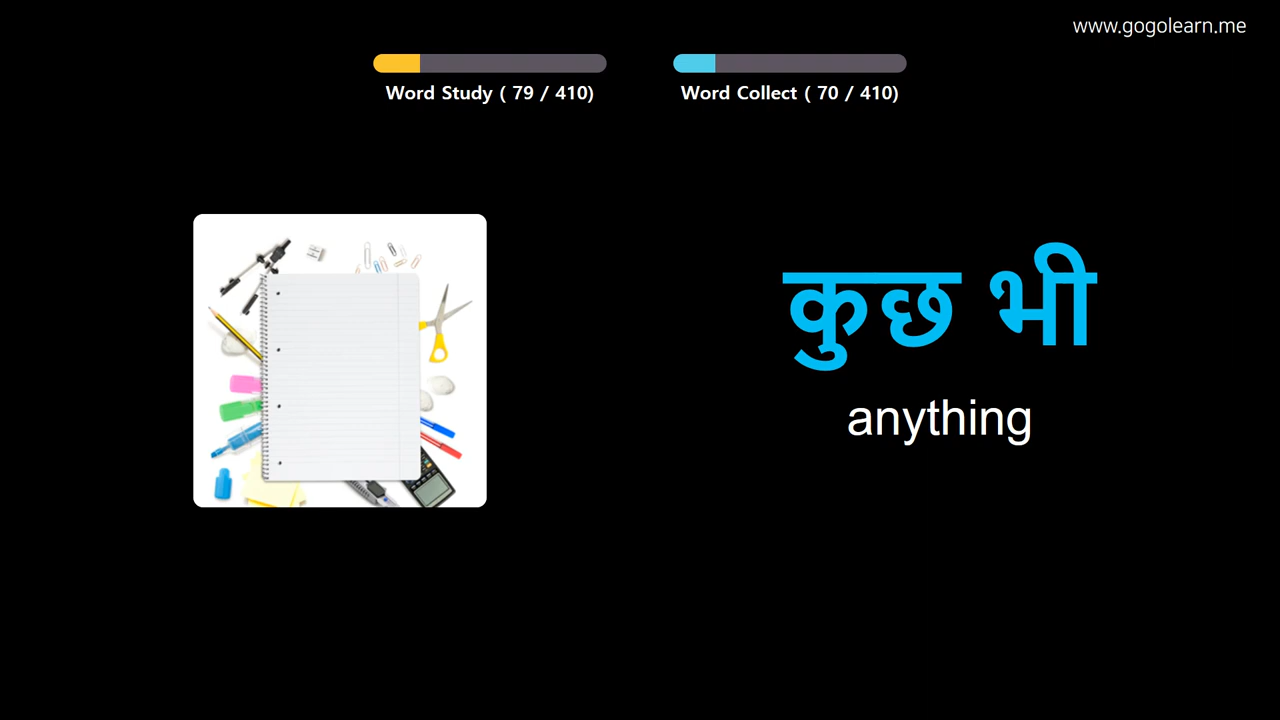 www.gogolearn.me
Word Study ( 79 / 410)
Word Collect ( 70 / 410)
कुछ भी
anything